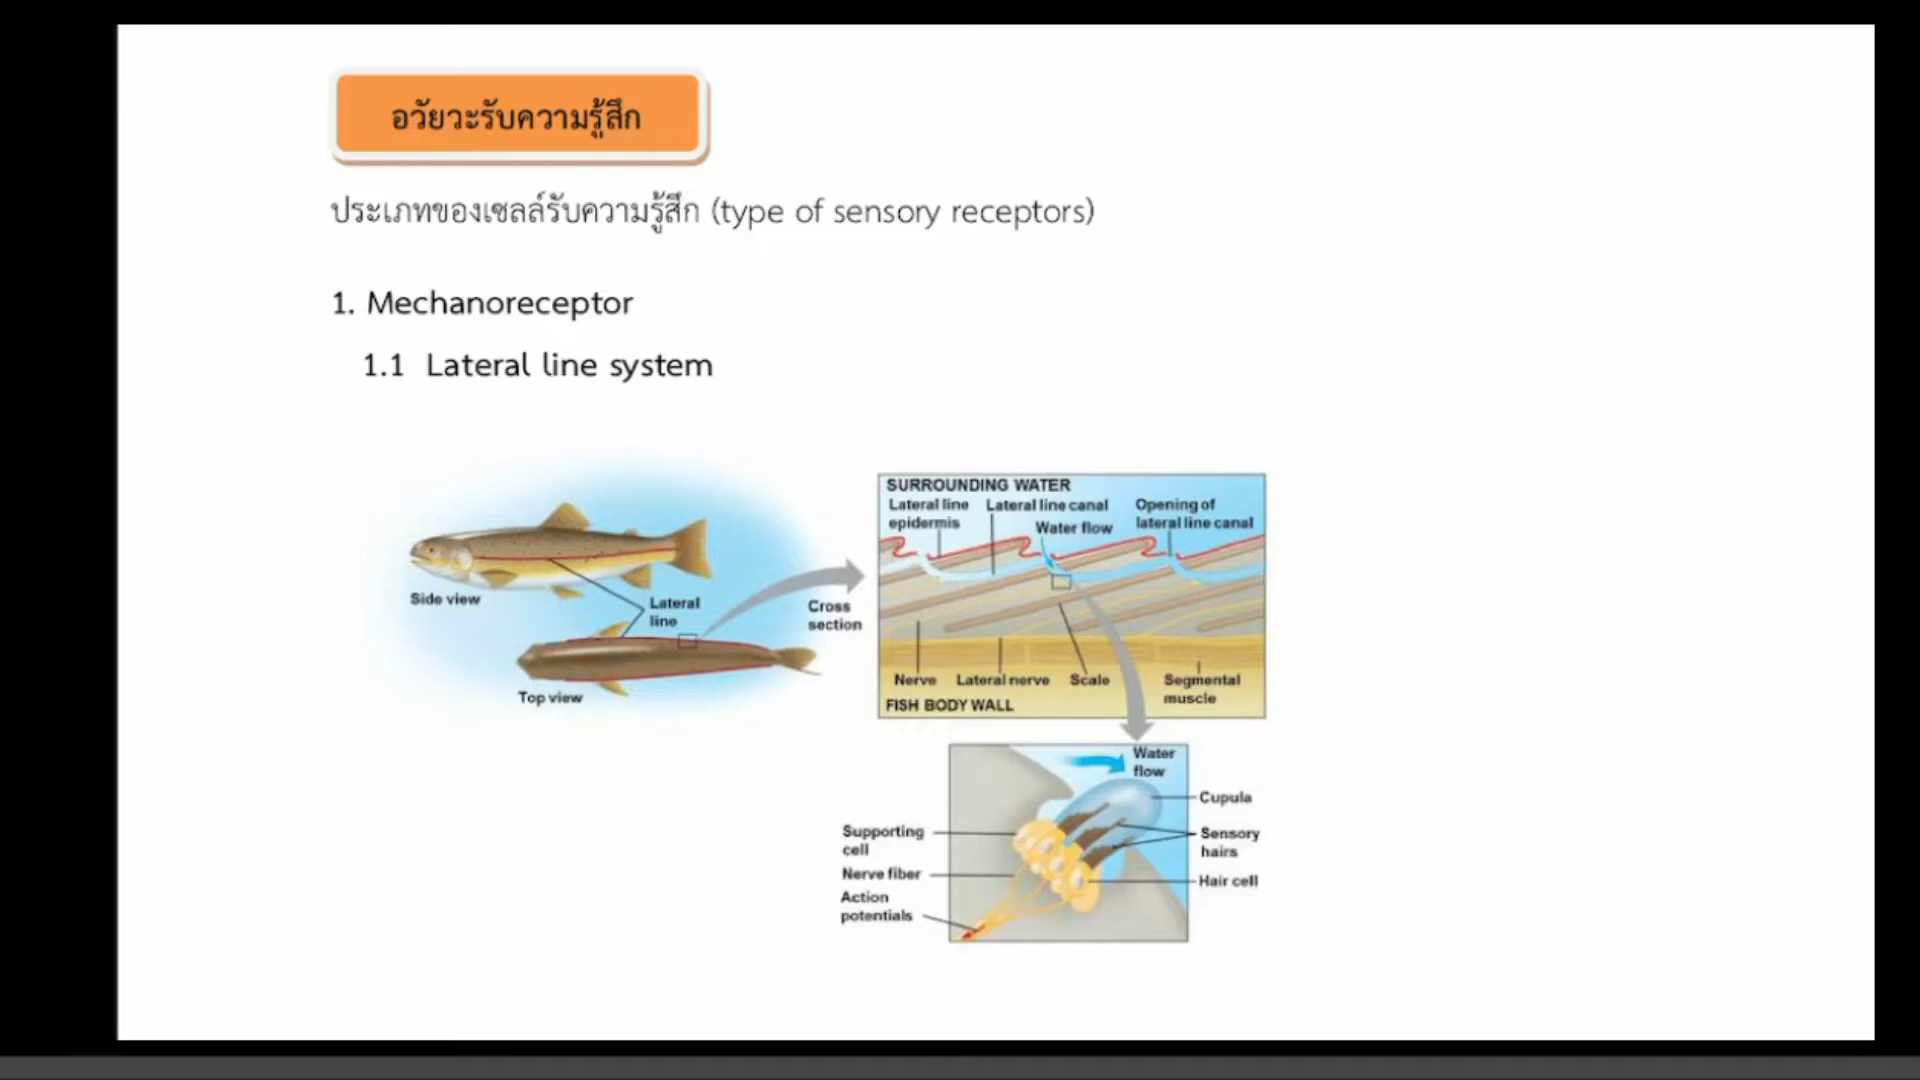 อวัยวะรับความรู้สึก
ประเภทของเซลล์รับความรู้สึก (type of sensory receptors)
1. Mechanoreceptor
1.1 Lateral line system
Side view
Lateral
line
Top view
Cross
section
SURROUNDING WATER
Lateral line
epidermis
Lateral line canal
Water flow
Opening of
lateral line canal
Nerve
Lateral nerve
Scale
Segmental
muscle
FISH BODY WALL
Water
flow
Cupula
Sensory
hairs
Hair cell
Supporting
cell
Nerve fiber
Action
potentials